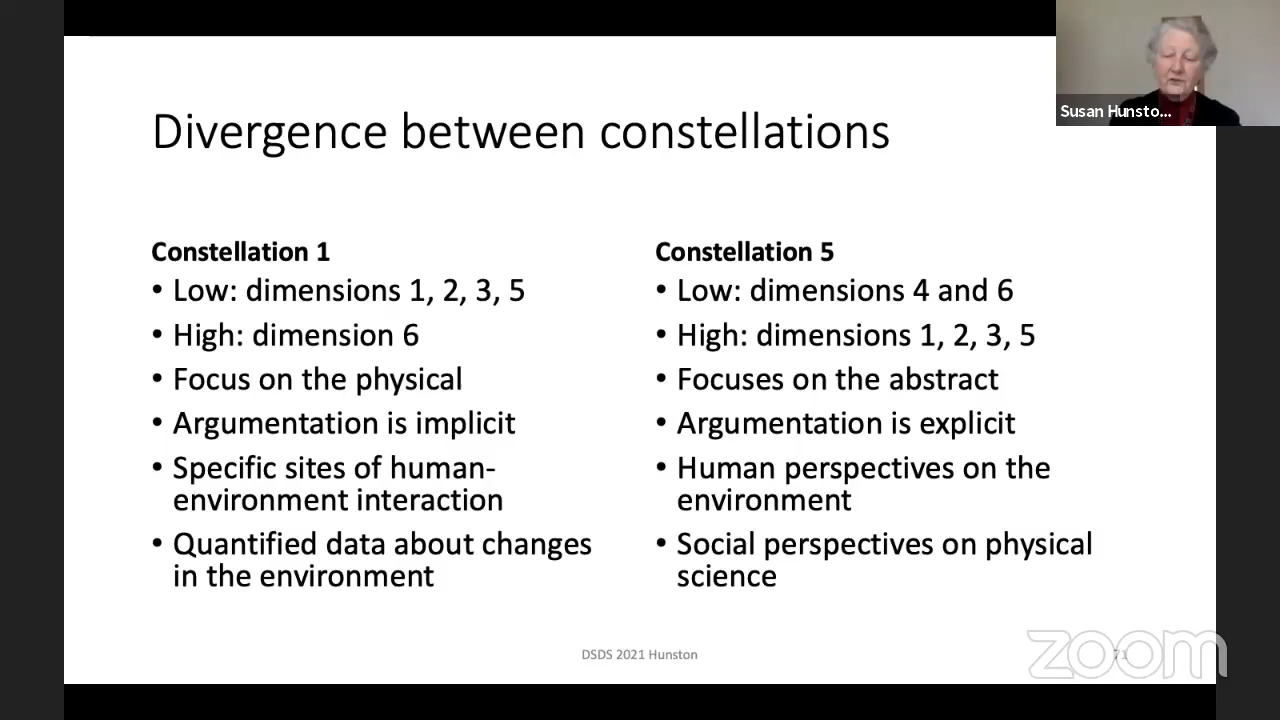 Susan Hunsto...
Divergence between constellations
Constellation 1
• Low: dimensions 1, 2, 3, 5
• High: dimension 6
• Focus on the physical
• Argumentation is implicit
• Specific sites of human-
environment interaction
• Quantified data about changes
in the environment
Constellation 5
• Low: dimensions 4 and 6
• High: dimensions 1, 2, 3, 5
• Focuses on the abstract
• Argumentation is explicit
• Human perspectives on the
environment
• Social perspectives on physical
science
DSDS 2021 Hunston
71
zoom